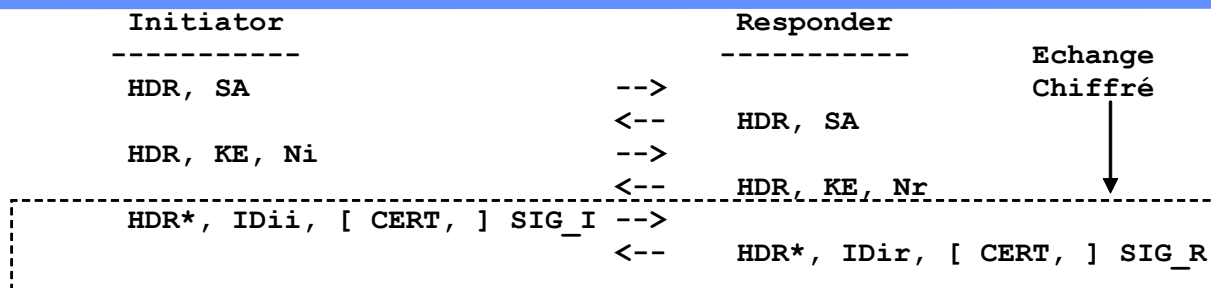 Initiator Responder
----------- ----------- Echange
HDR, SA --> Chiffré
<-- HDR, SA
HDR, KE, Ni -->
<-- HDR, KE, Nr
HDR*, IDii, [ CERT, ] SIG_I -->
<-- HDR*, IDir, [ CERT, ] SIG_R